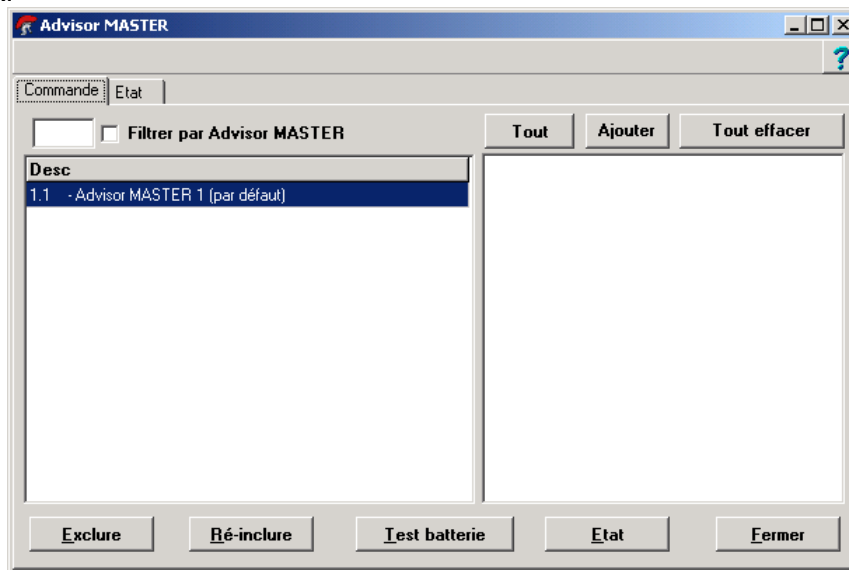 Advisor MASTER
?
Commande Etat
Filtrer par Advisor MASTER Tout Ajouter Tout effacer
Desc
1.1 - Advisor MASTER 1 (par défaut)
Exclure Ré-inclure Test batterie Etat Fermer